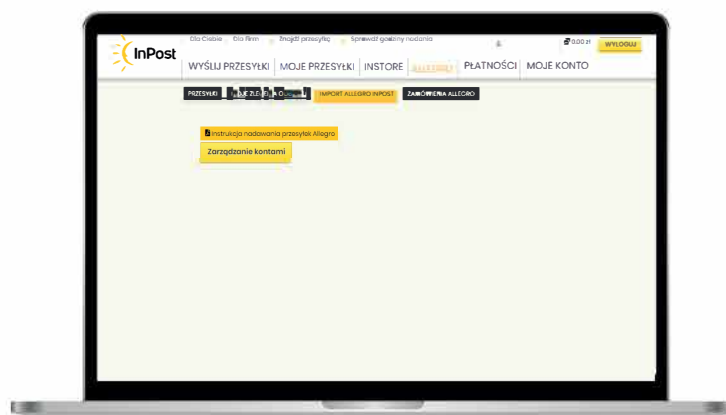 InPost
Dla Ciebie Dla Firm Znajdź przesyłkę Sprawdź godziny nadania 0,00 zł WYLOGUJ
WYŚLIJ PRZESYŁKI MOJE PRZESYŁKI INSTORE ALLEGRO PŁATNOŚCI MOJE KONTO
PRZESYŁKI IMPORT ALLEGRO INPOST ZAMÓWIENIA ALLEGRO
Instrukcja nadawania przesyłek Allegro
Zarządzanie kontami